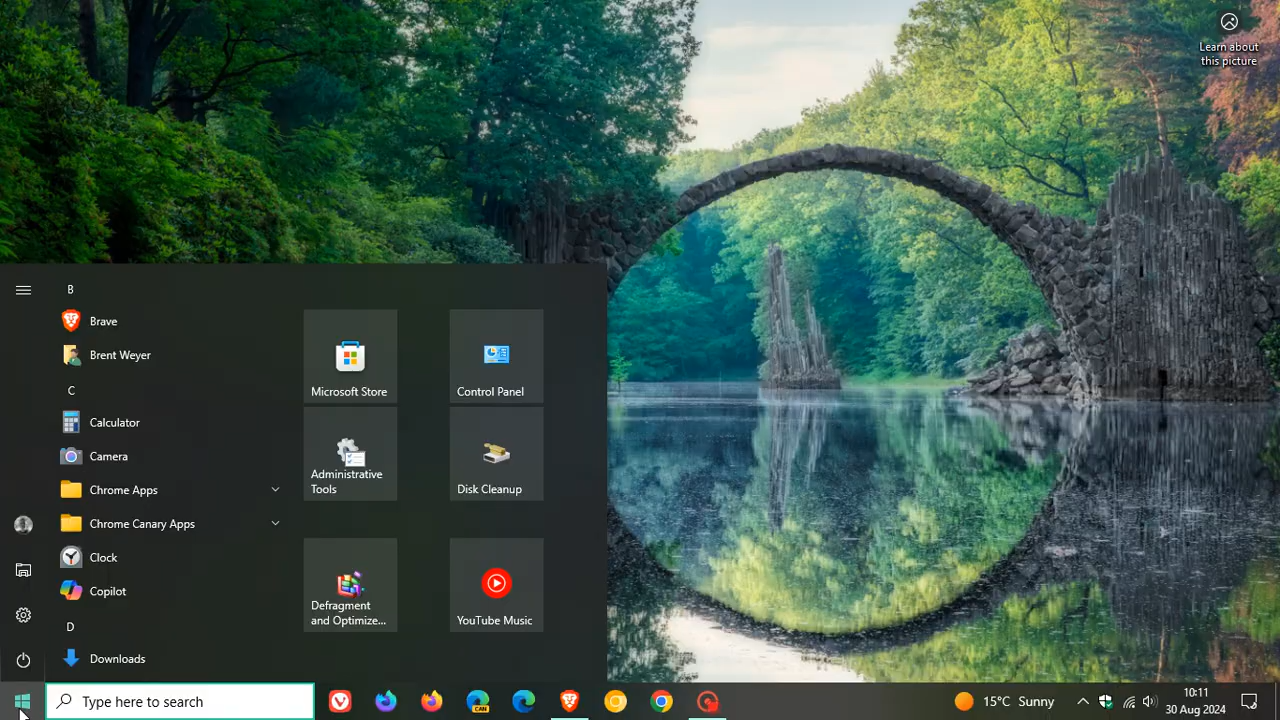 Learn about
this picture
B
Brave
Brent Weyer
C
Calculator
Camera
Chrome Apps
Chrome Canary Apps
Clock
Copilot
D
Downloads
Microsoft Store
Control Panel
Administrative
Tools
Disk Cleanup
Defragment
and Optimize...
YouTube Music
Type here to search
CAN
15°C Sunny
10:11
30 Aug 2024